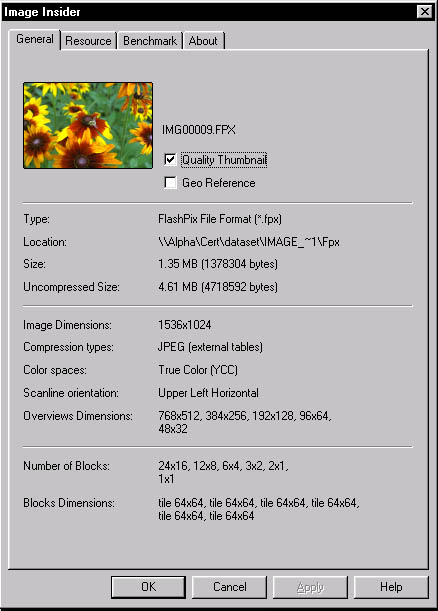 Image Insider
General Resource Benchmark About
IMG00009.FPX
Quality Thumbnail
Geo Reference
Type: FlashPix File Format (*.fpx)
Location: \\Alpha\Cert\dataset\IMAGE_~1\Fpx
Size: 1.35 MB (1378304 bytes)
Uncompressed Size: 4.61 MB (4718592 bytes)
Image Dimensions: 1536x1024
Compression types: JPEG (external tables)
Color spaces: True Color (YCC)
Scanline orientation: Upper Left Horizontal
Overviews Dimensions: 768x512, 384x256, 192x128, 96x64,
48x32
Number of Blocks: 24x16, 12x8, 6x4, 3x2, 2x1,
1x1
Blocks Dimensions: tile 64x64, tile 64x64, tile 64x64, tile 64x64,
tile 64x64, tile 64x64
OK Cancel Apply Help